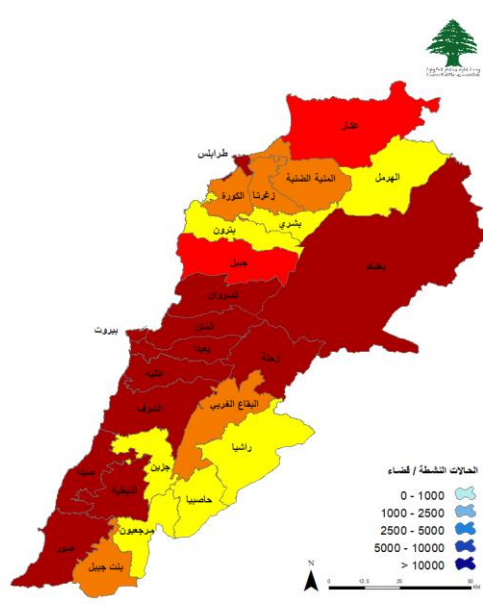 عكار
طرابلس
المنية الضنية
الهرمل
زغرتا
الكورة
بشري
بترون
بعلبك
جبيل
كسروان
المتن
بيروت
بعبدا
زحلة
عاليه
الشوف
البقاع الغربي
راشيا
جزين
صيدا
النبطية
حاصبيا
مرجعيون
صور
بنت جبيل
الحالات النشطة / قضاء
0 - 1000
1000 - 2500
2500 - 5000
5000 - 10000
> 10000
N
0 12.5 25 50
KM